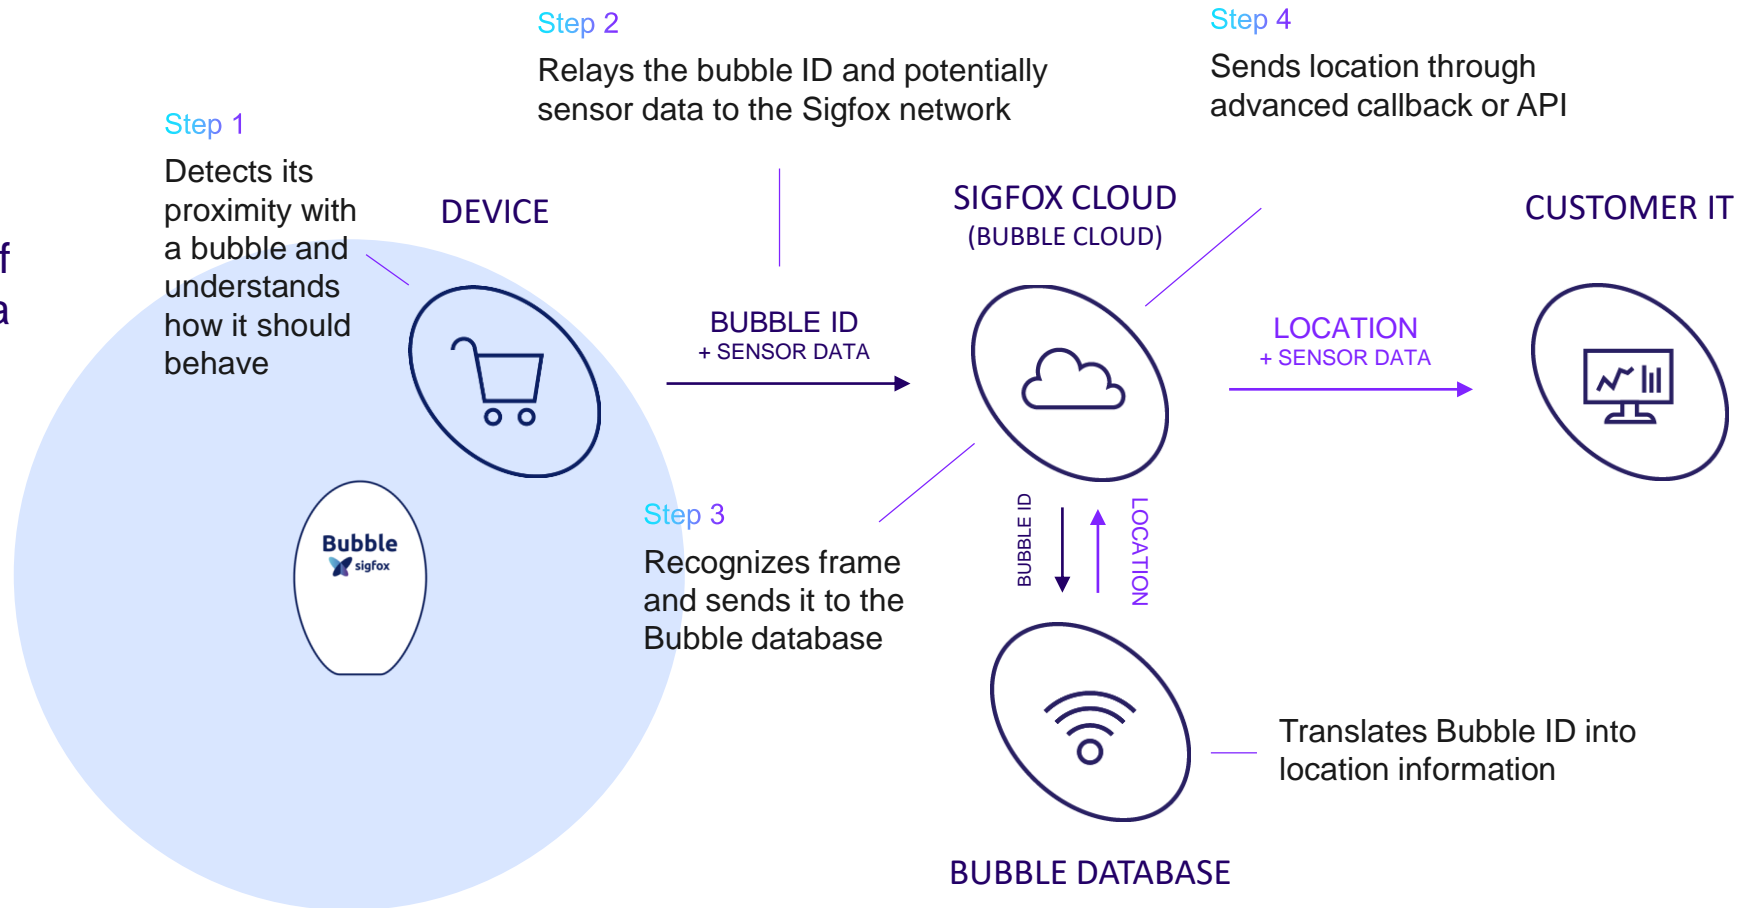 Step 1
Detects its
proximity with
a bubble and
understands
how it should
behave
DEVICE
Step 2
Relays the bubble ID and potentially
sensor data to the Sigfox network
BUBBLE ID
+ SENSOR DATA
SIGFOX CLOUD
(BUBBLE CLOUD)
Step 4
Sends location through
advanced callback or API
LOCATION
+ SENSOR DATA
CUSTOMER IT
Bubble
sigfox
Step 3
Recognizes frame
and sends it to the
Bubble database
BUBBLE ID
LOCATION
Translates Bubble ID into
location information
BUBBLE DATABASE